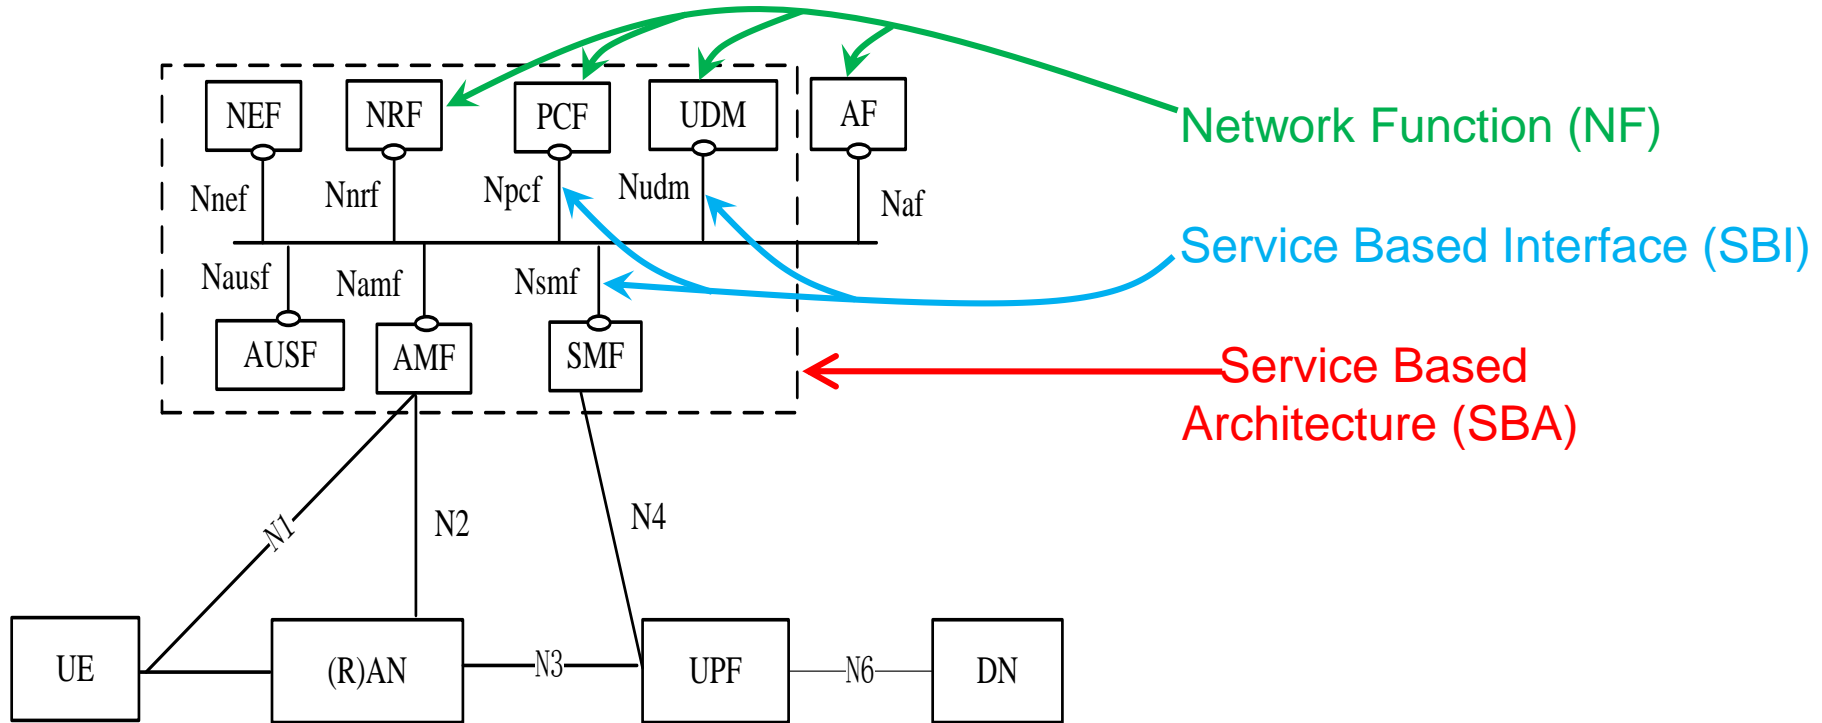 NEF
NRF
PCF
UDM
AF
Network Function (NF)
Nnef
Nnrf
Npcf
Nudm
Naf
Service Based Interface (SBI)
Nausf
Namf
Nsmf
AUSF
AMF
SMF
Service Based
Architecture (SBA)
N1
N2
N4
UE
(R)AN
N3
UPF
N6
DN